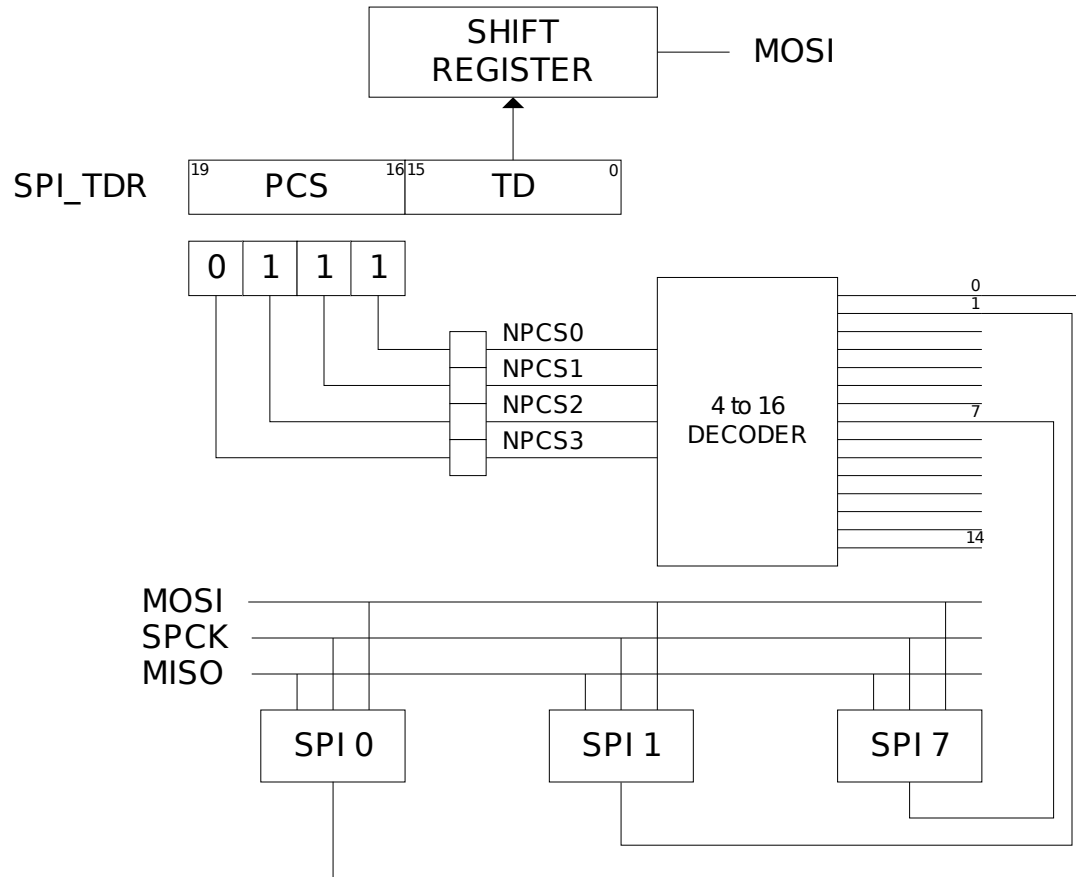 SHIFT
REGISTER
MOSI
SPI_TDR
19
PCS
16
15
TD
0
0 1 1 1
0
1
NPCS0
NPCS1
NPCS2
NPCS3
4 to 16
DECODER
7
14
MOSI
SPCK
MISO
SPI 0
SPI 1
SPI 7